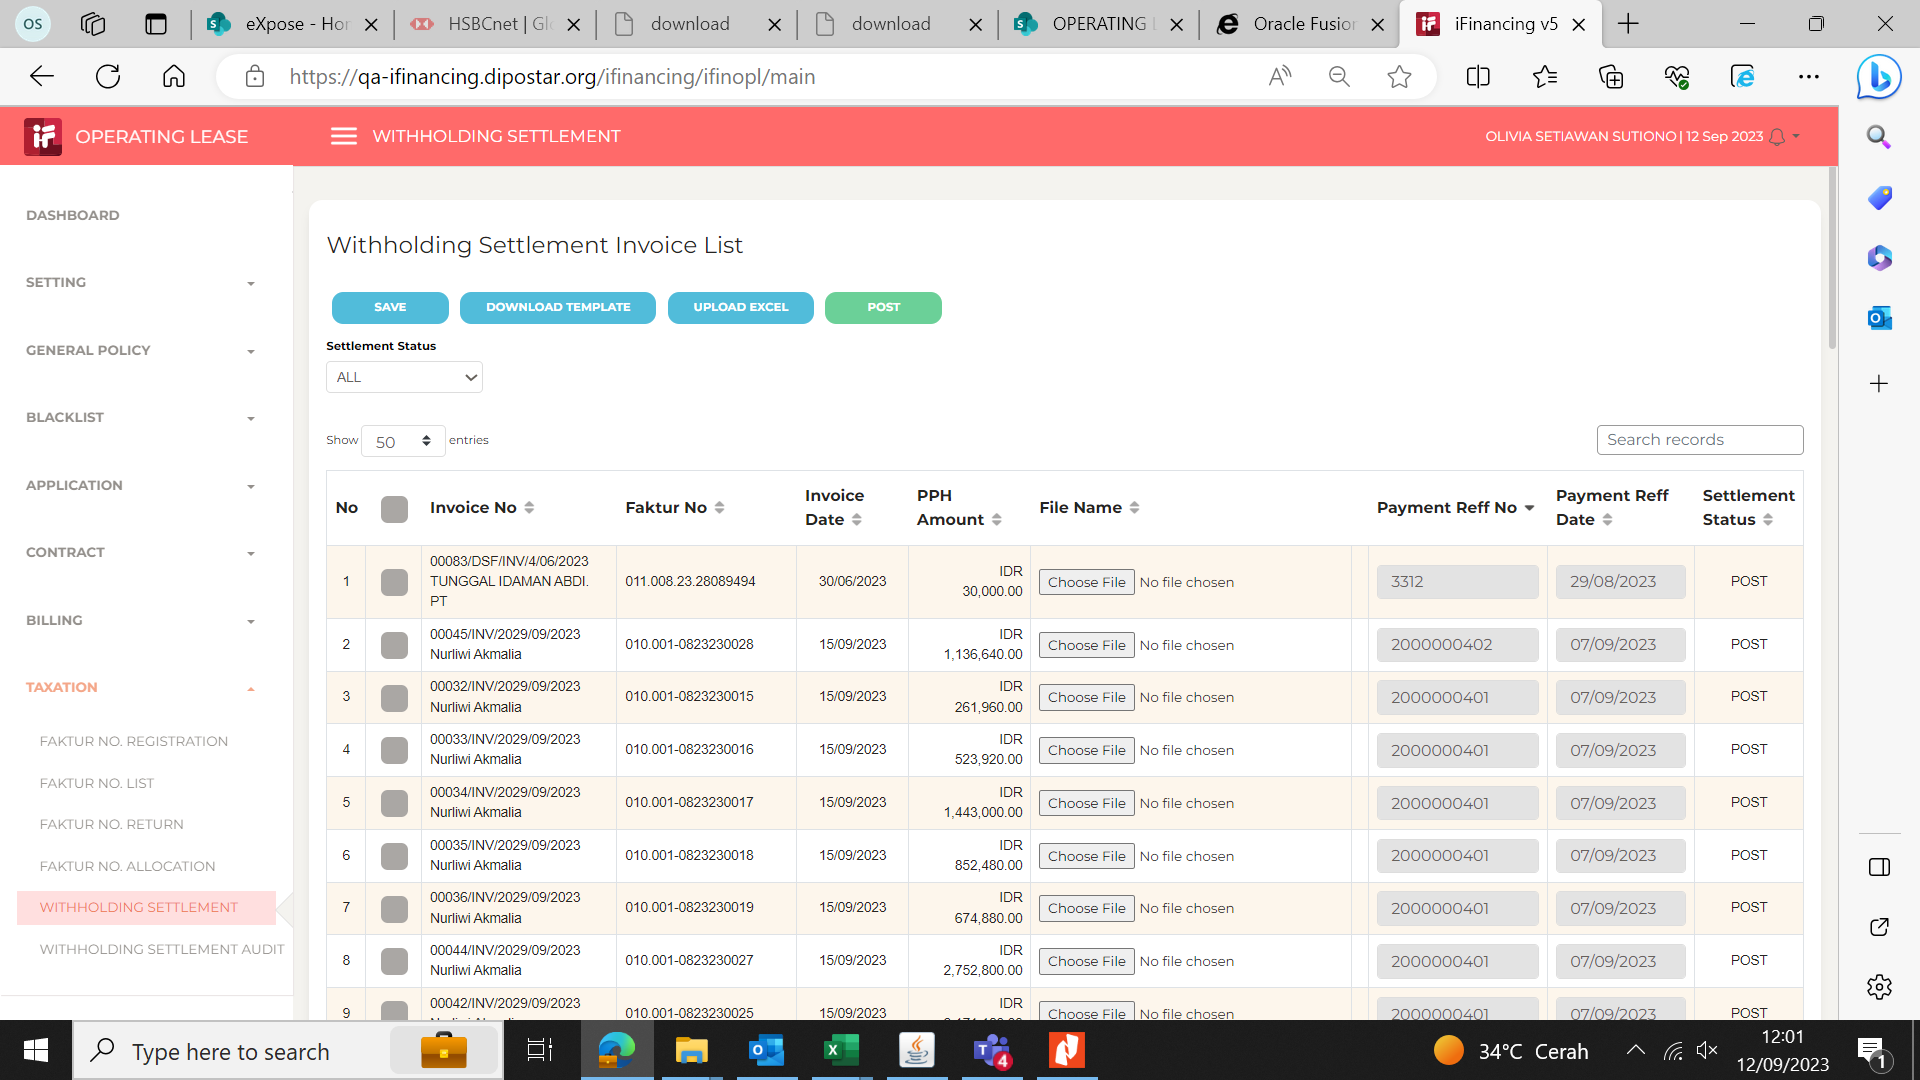 OS
eXpose - Hor
HSBCnet | Glo
download
download
OPERATING L
Oracle Fusion
iFinancing v5
https://qa-ifinancing.dipostar.org/ifinancing/ifinopl/main
iF OPERATING LEASE
WITHHOLDING SETTLEMENT
OLIVIA SETIAWAN SUTIONO | 12 Sep 2023
DASHBOARD
SETTING
GENERAL POLICY
BLACKLIST
APPLICATION
CONTRACT
BILLING
TAXATION
FAKTUR NO. REGISTRATION
FAKTUR NO. LIST
FAKTUR NO. RETURN
FAKTUR NO. ALLOCATION
WITHHOLDING SETTLEMENT
WITHHOLDING SETTLEMENT AUDIT
Withholding Settlement Invoice List
SAVE DOWNLOAD TEMPLATE UPLOAD EXCEL POST
Settlement Status
ALL
Show 50 entries
Search records
No Invoice No Faktur No Invoice Date PPH Amount File Name Payment Reff No Payment Reff Date Settlement Status
1 00083/DSF/INV/4/06/2023 TUNGGAL IDAMAN ABDI. PT 011.008.23.28089494 30/06/2023 IDR 30,000.00 Choose File No file chosen 3312 29/08/2023 POST
2 00045/INV/2029/09/2023 Nurliwi Akmalia 010.001-0823230028 15/09/2023 IDR 1,136,640.00 Choose File No file chosen 2000000402 07/09/2023 POST
3 00032/INV/2029/09/2023 Nurliwi Akmalia 010.001-0823230015 15/09/2023 IDR 261,960.00 Choose File No file chosen 2000000401 07/09/2023 POST
4 00033/INV/2029/09/2023 Nurliwi Akmalia 010.001-0823230016 15/09/2023 IDR 523,920.00 Choose File No file chosen 2000000401 07/09/2023 POST
5 00034/INV/2029/09/2023 Nurliwi Akmalia 010.001-0823230017 15/09/2023 IDR 1,443,000.00 Choose File No file chosen 2000000401 07/09/2023 POST
6 00035/INV/2029/09/2023 Nurliwi Akmalia 010.001-0823230018 15/09/2023 IDR 852,480.00 Choose File No file chosen 2000000401 07/09/2023 POST
7 00036/INV/2029/09/2023 Nurliwi Akmalia 010.001-0823230019 15/09/2023 IDR 674,880.00 Choose File No file chosen 2000000401 07/09/2023 POST
8 00044/INV/2029/09/2023 Nurliwi Akmalia 010.001-0823230027 15/09/2023 IDR 2,752,800.00 Choose File No file chosen 2000000401 07/09/2023 POST
9 00042/INV/2029/09/2023 010.001-0823230025 15/09/2023 IDR Choose File No file chosen 2000000401 07/09/2023 POST
Type here to search
4
34°C Cerah
12:01
12/09/2023
1